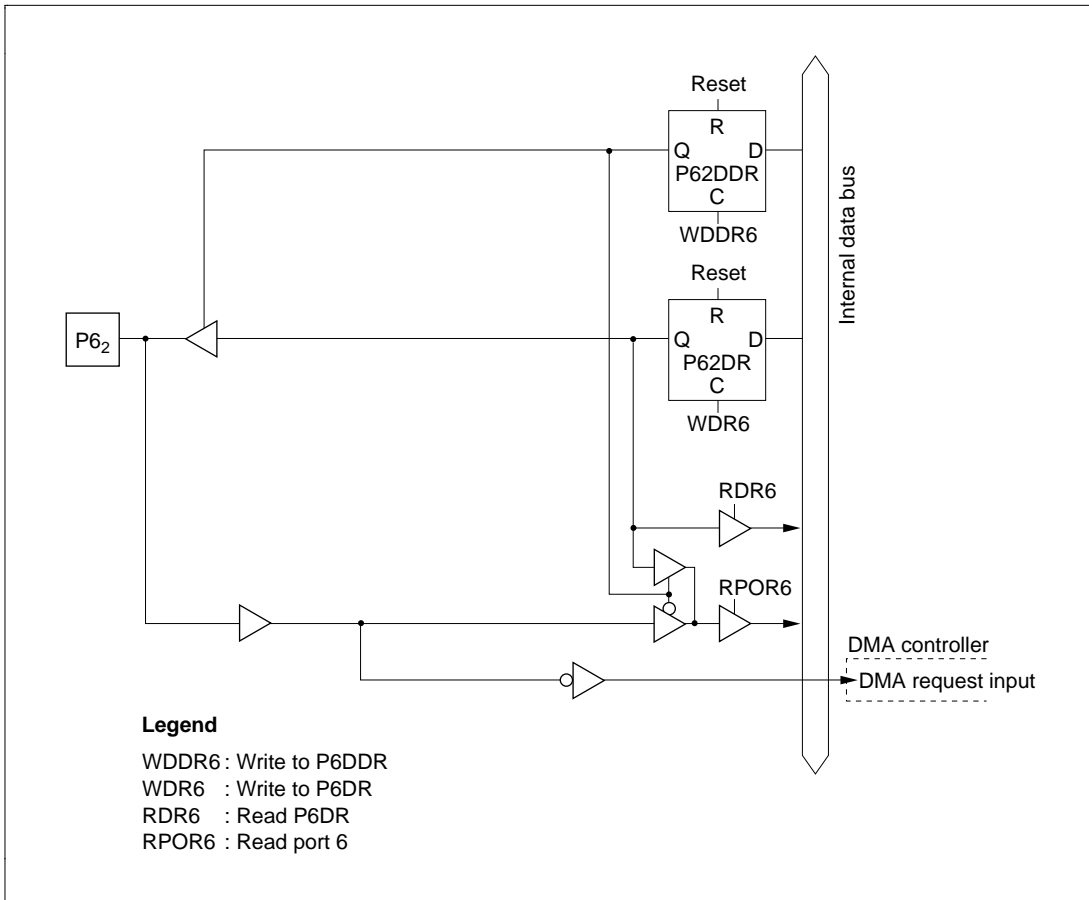 Reset
R
Q D
P62DDR
C
WDDR6
Internal data bus
Reset
R
P6₂
Q D
P62DR
C
WDR6
RDR6
RPOR6
DMA controller
DMA request input
Legend
WDDR6 : Write to P6DDR
WDR6 : Write to P6DR
RDR6 : Read P6DR
RPOR6 : Read port 6